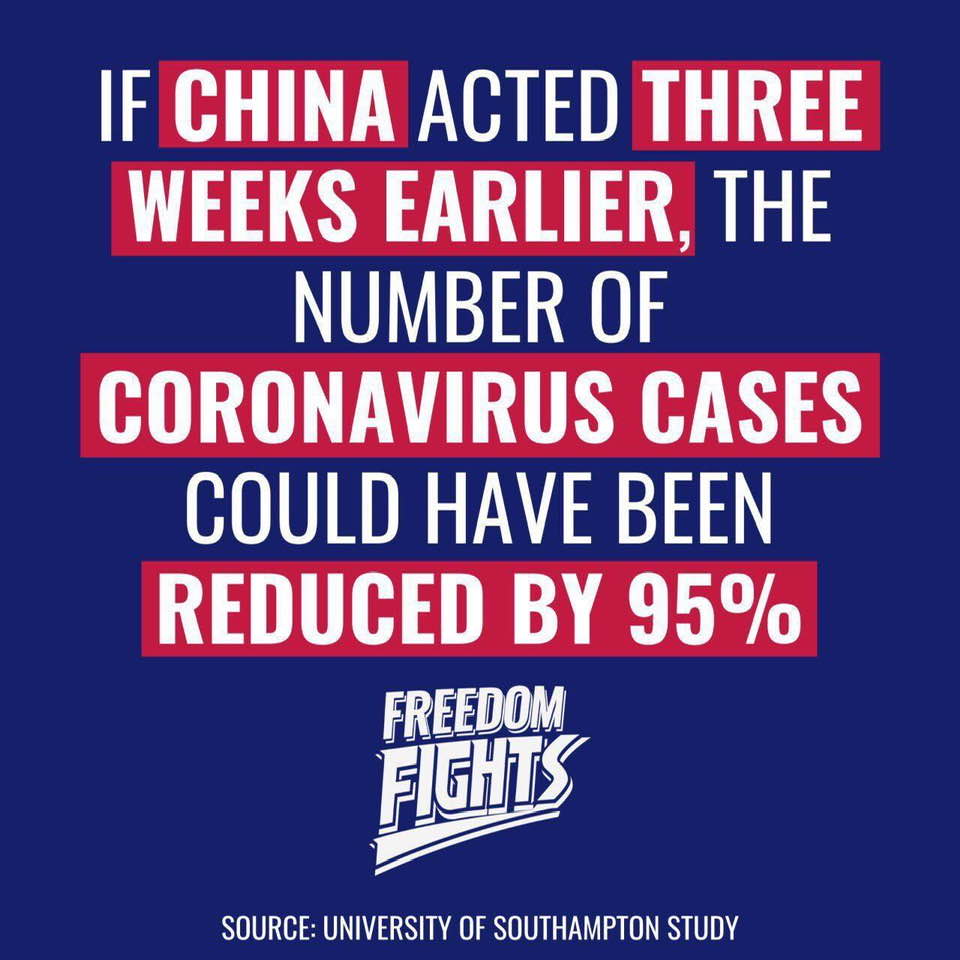 IF CHINA ACTED THREE
WEEKS EARLIER, THE
NUMBER OF
CORONAVIRUS CASES
COULD HAVE BEEN
REDUCED BY 95%
FREEDOM
FIGHTS
SOURCE: UNIVERSITY OF SOUTHAMPTON STUDY